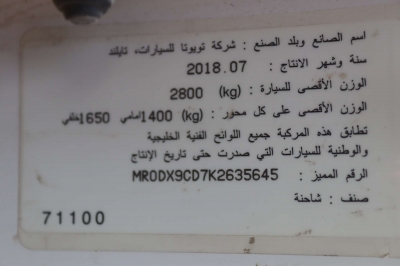 اسم الصانع وبلد الصنع : شركة تويوتا للسيارات، تايلند
سنة وشهر الانتاج : 2018.07
الوزن الأقصى للسيارة : 2800 (kg)
الوزن الأقصى على كل محور : 1400 (kg)امامي 1650خلفي
تطابق هذه المركبة جميع اللوائح الفنية الخليجية
والوطنية للسيارات التي صدرت حتى تاريخ الإنتاج
الرقم المميز : MR0DX9CD7K2635645
صنف : شاحنة
71100